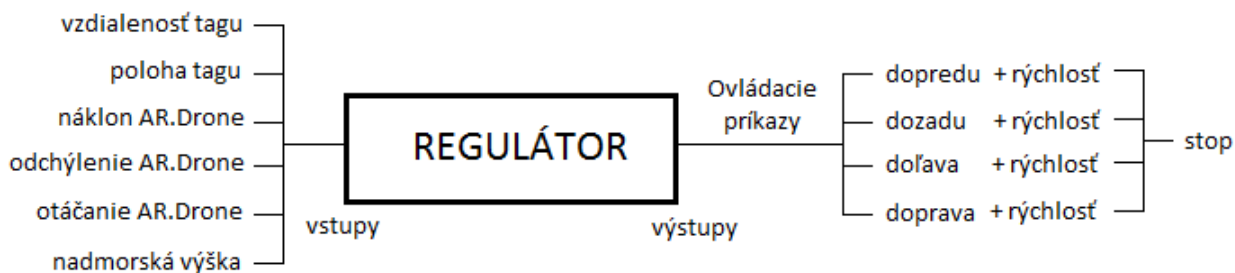 vzdialenosť tagu
poloha tagu
náklon AR.Drone
odchýlenie AR.Drone
otáčanie AR.Drone
nadmorská výška
vstupy
REGULÁTOR
výstupy
Ovládacie
príkazy
dopredu + rýchlosť
dozadu + rýchlosť
doľava + rýchlosť
doprava + rýchlosť
stop